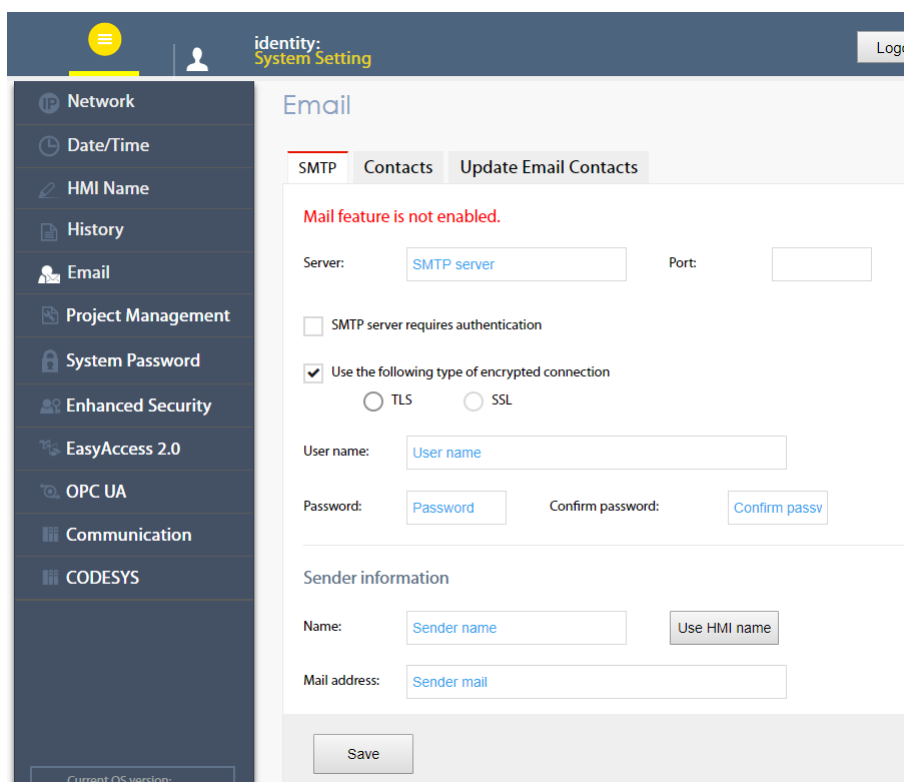 identity:
System Setting
Network
Date/Time
HMI Name
History
Email
Project Management
System Password
Enhanced Security
EasyAccess 2.0
OPC UA
Communication
CODESYS
Current OS version:
Email
SMTP Contacts Update Email Contacts
Mail feature is not enabled.
Server: SMTP server Port:
SMTP server requires authentication
Use the following type of encrypted connection
TLS SSL
User name: User name
Password: Password Confirm password: Confirm passw
Sender information
Name: Sender name Use HMI name
Mail address: Sender mail
Save